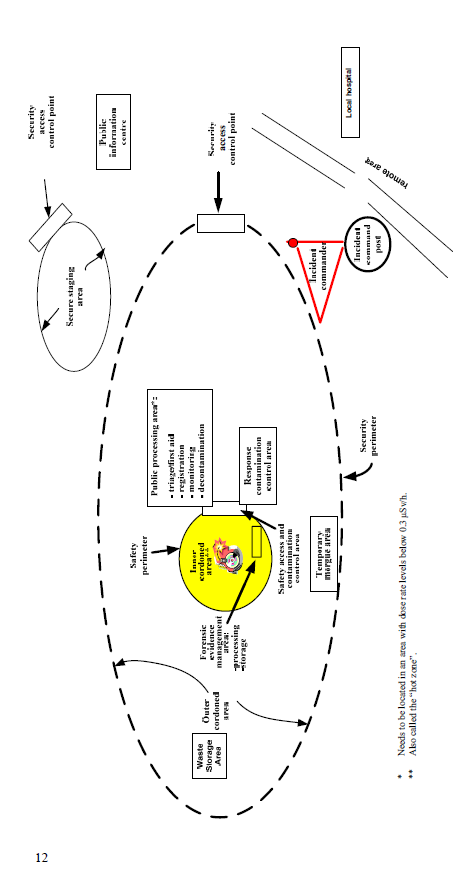 12
Security
access
control point
Public
information
centre
Secure staging
area
Security
access
control point
Local hospital
remote area
Public processing area*:
- triage/first aid
- registration
- monitoring
- decontamination
Safety
perimeter
Inner
cordoned
area**
Response
contamination
control area
Incident
commander
Incident
command
post
Forensic
evidence
management
area:
-processing
-storage
Outer
cordoned
area
Waste
Storage
Area
Safety access and
contamination
control area
Temporary
morgue area
Security
perimeter
* Needs to be located in an area with dose rate levels below 0.3 μSv/h.
** Also called the “hot zone”.